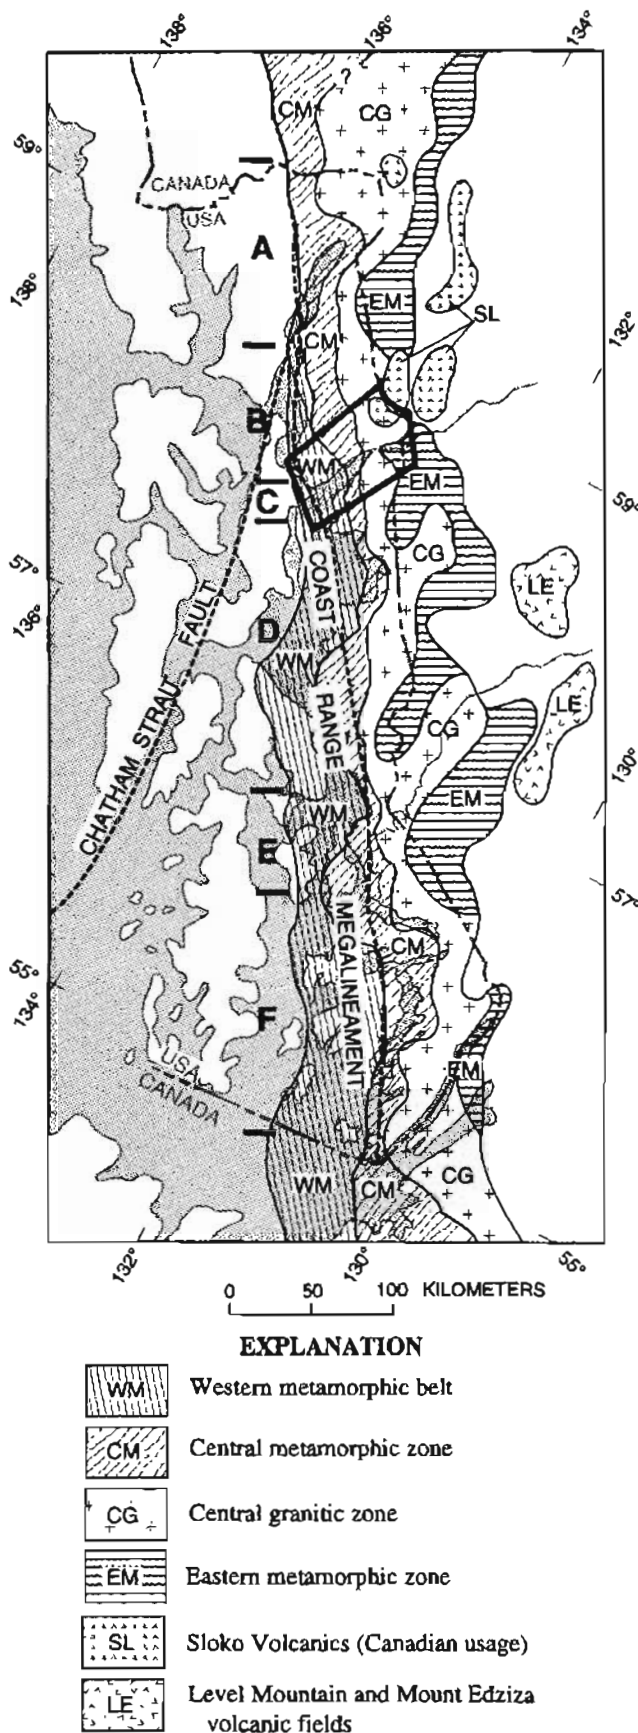 138°
136°
134°
59°
CM
?
CG
CANADA
USA
A
138°
EM
SL
132°
CM
B
WM
EM
59°
C
CG
COAST
57°
LE
136°
FAULT
D
WM
RANGE
LE
CG
CHATHAM STRAIT
130°
WM
EM
E
MEGALINEAMENT
57°
CM
55°
134°
F
USA
CANADA
EM
CG
WM
CM
132°
130°
55°
0 50 100 KILOMETERS
EXPLANATION
WM Western metamorphic belt
CM Central metamorphic zone
CG Central granitic zone
EM Eastern metamorphic zone
SL Sloko Volcanics (Canadian usage)
LE Level Mountain and Mount Edziza
volcanic fields